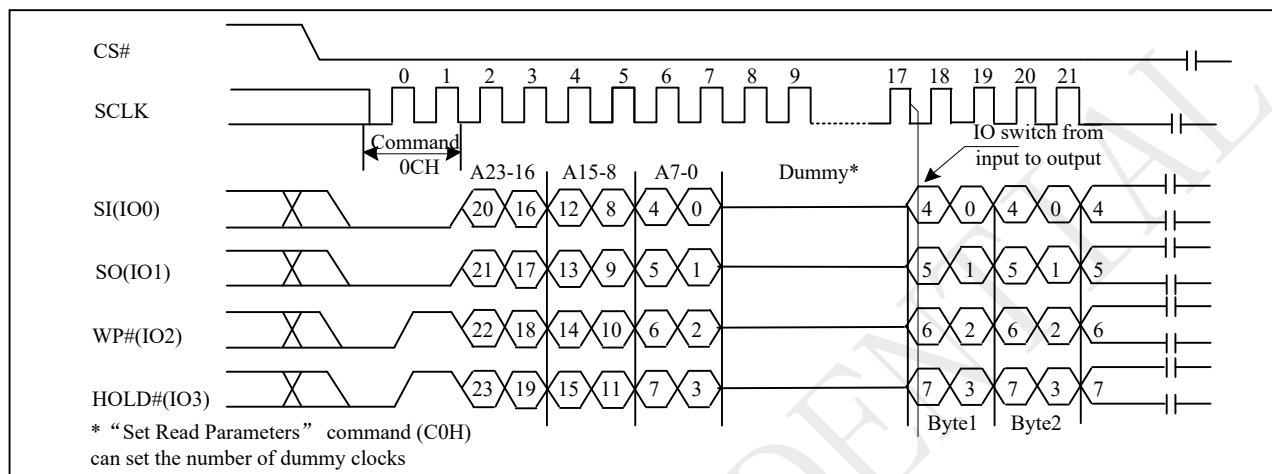 CS#
0 1 2 3 4 5 6 7 8 9 17 18 19 20 21
SCLK
Command
0CH
IO switch from
input to output
A23-16 A15-8 A7-0 Dummy*
SI(IO0) 20 16 12 8 4 0 4 0 4 0 4
SO(IO1) 21 17 13 9 5 1 5 1 5 1 5
WP#(IO2) 22 18 14 10 6 2 6 2 6 2 6
HOLD#(IO3) 23 19 15 11 7 3 7 3 7 3 7
Byte1 Byte2
* “Set Read Parameters” command (C0H)
can set the number of dummy clocks